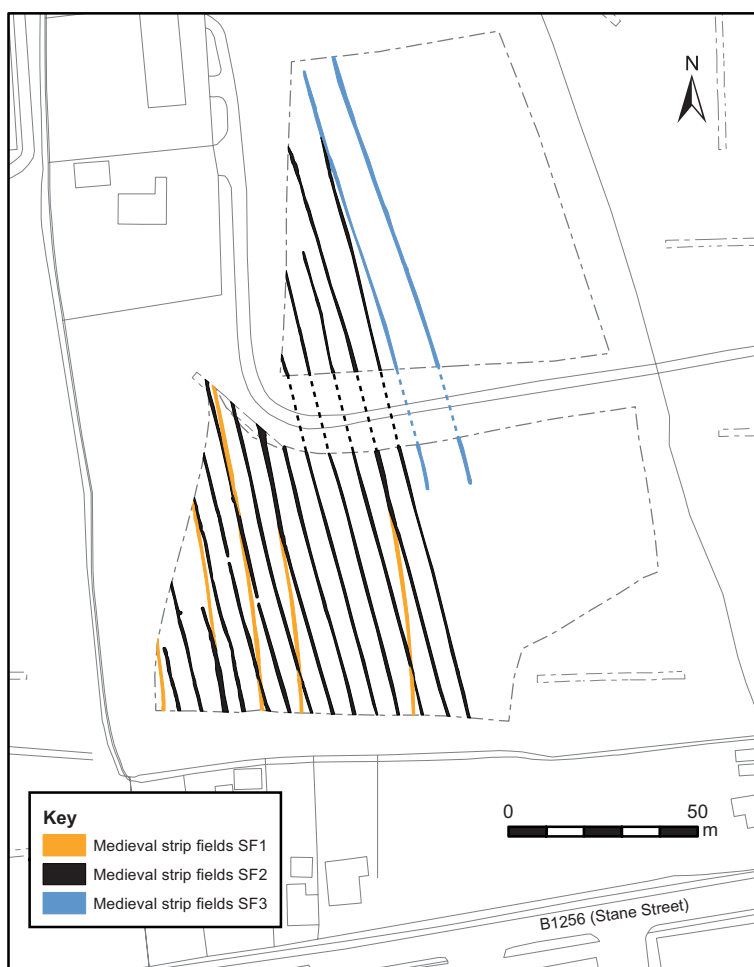 N
Key
Medieval strip fields SF1
Medieval strip fields SF2
Medieval strip fields SF3
0 50
m
B1256 (Stane Street)